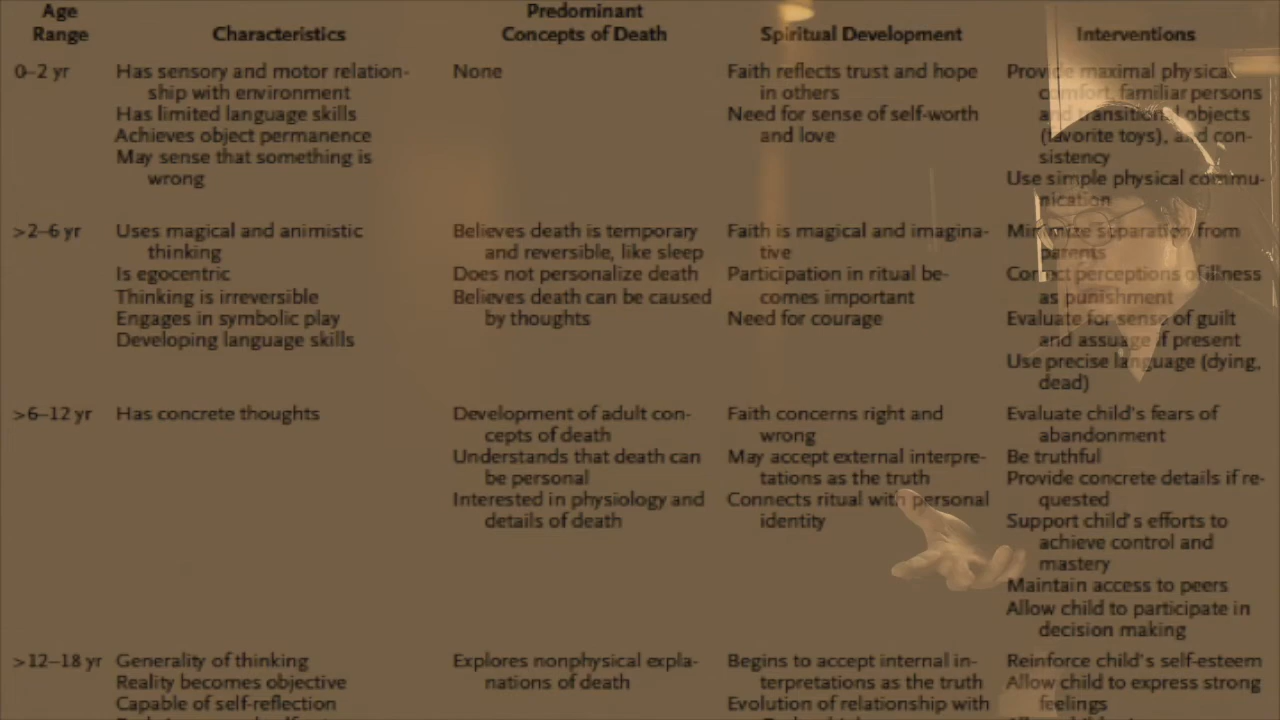 Age
Range
Characteristics
Predominant
Concepts of Death
Spiritual Development
Interventions
0–2 yr
Has sensory and motor relation-
ship with environment
Has limited language skills
Achieves object permanence
May sense that something is
wrong
None
Faith reflects trust and hope
in others
Need for sense of self-worth
and love
Provide maximal physical
comfort, familiar persons
and transitional objects
(favorite toys), and con-
sistency
Use simple physical commu-
nication
>2–6 yr
Uses magical and animistic
thinking
Is egocentric
Thinking is irreversible
Engages in symbolic play
Developing language skills
Believes death is temporary
and reversible, like sleep
Does not personalize death
Believes death can be caused
by thoughts
Faith is magical and imagina-
tive
Participation in ritual be-
comes important
Need for courage
Minimize separation from
parents
Correct perceptions of illness
as punishment
Evaluate for sense of guilt
and assuage if present
Use precise language (dying,
dead)
>6–12 yr
Has concrete thoughts
Development of adult con-
cepts of death
Understands that death can
be personal
Interested in physiology and
details of death
Faith concerns right and
wrong
May accept external interpre-
tations as the truth
Connects ritual with personal
identity
Evaluate child's fears of
abandonment
Be truthful
Provide concrete details if re-
quested
Support child's efforts to
achieve control and
mastery
Maintain access to peers
Allow child to participate in
decision making
>12–18 yr
Generality of thinking
Reality becomes objective
Capable of self-reflection
Explores nonphysical expla-
nations of death
Begins to accept internal in-
terpretations as the truth
Evolution of relationship with
Reinforce child's self-esteem
Allow child to express strong
feelings